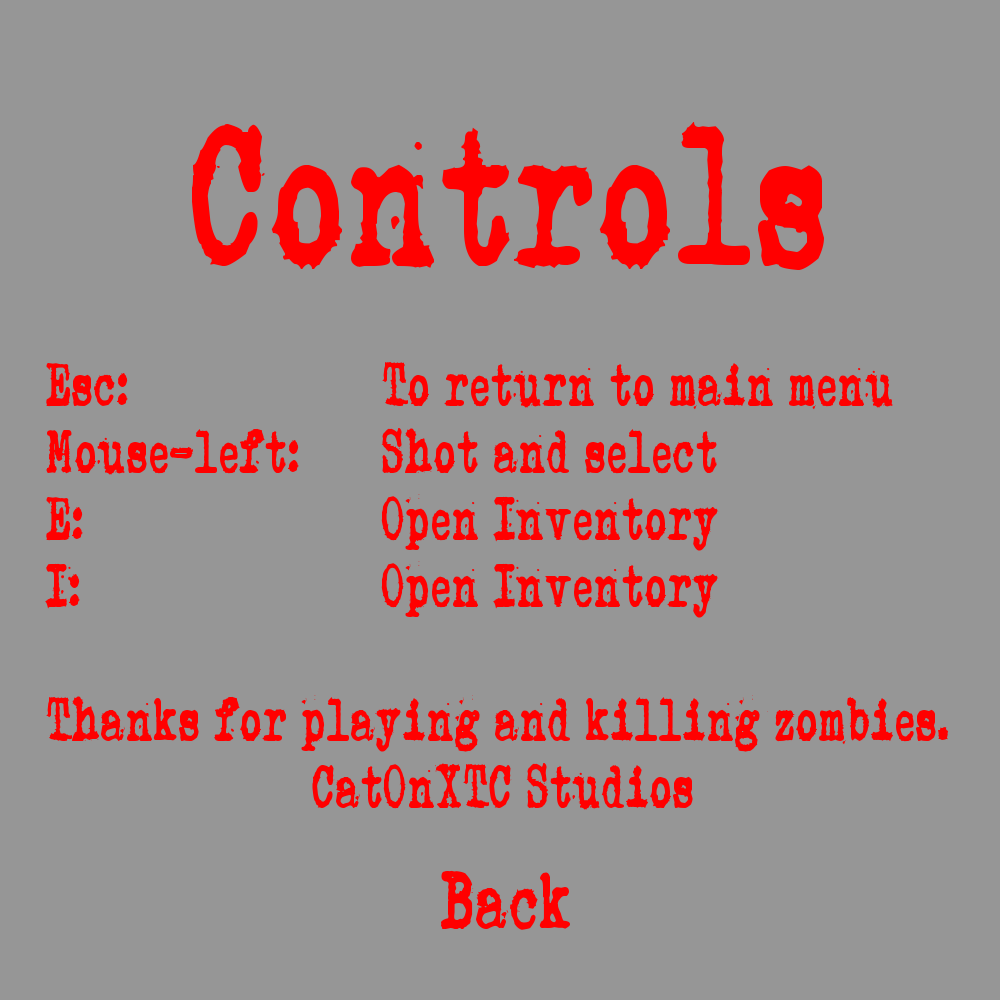 Controls
Esc: To return to main menu
Mouse-left: Shot and select
E: Open Inventory
I: Open Inventory
Thanks for playing and killing zombies.
CatOnXTC Studios
Back